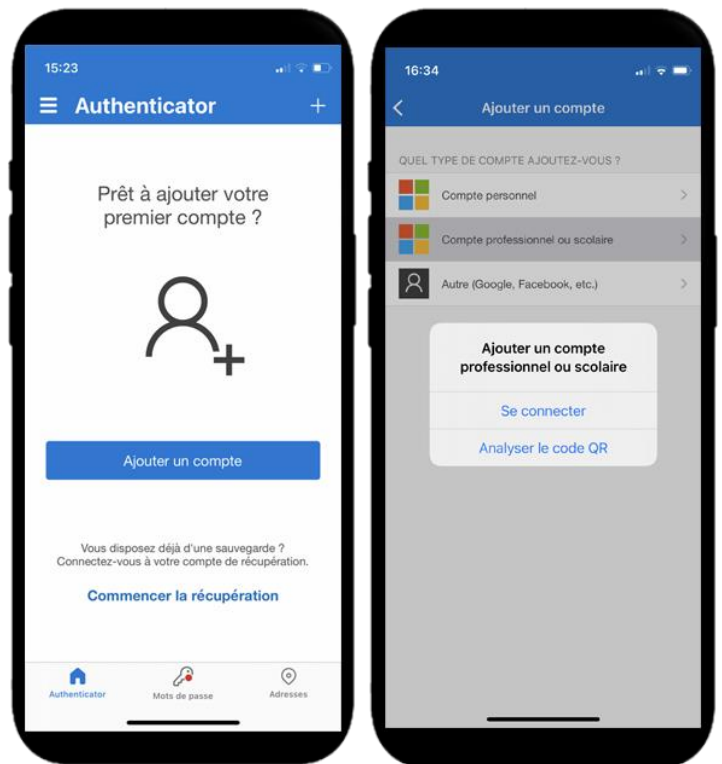 15:23
Authenticator
Prêt à ajouter votre
premier compte ?
Ajouter un compte
Vous disposez déjà d'une sauvegarde ?
Connectez-vous à votre compte de récupération.
Commencer la récupération
Authenticator
Mots de passe
Adresses
16:34
Ajouter un compte
QUEL TYPE DE COMPTE AJOUTEZ-VOUS ?
Compte personnel
Compte professionnel ou scolaire
Autre (Google, Facebook, etc.)
Ajouter un compte
professionnel ou scolaire
Se connecter
Analyser le code QR